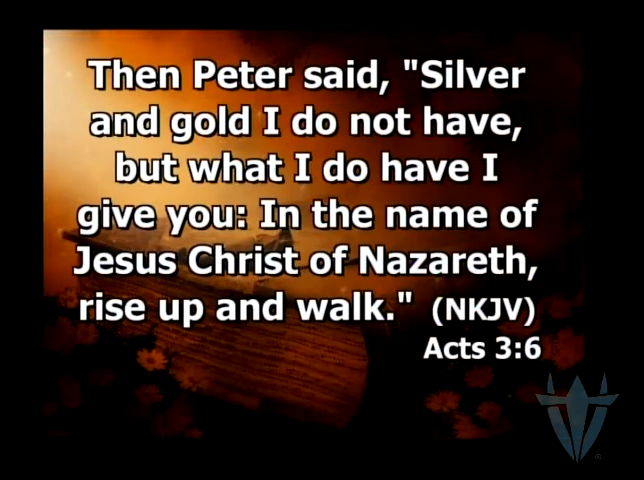 Then Peter said, "Silver
and gold I do not have,
but what I do have I
give you: In the name of
Jesus Christ of Nazareth,
rise up and walk." (NKJV)
Acts 3:6